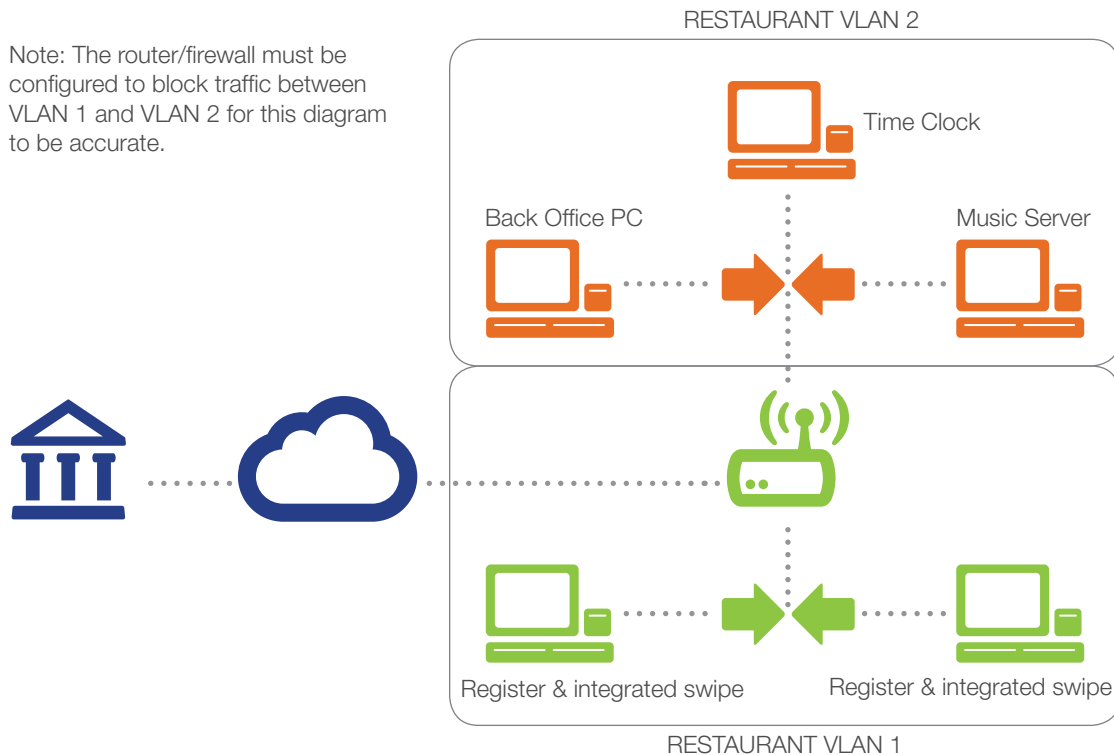 RESTAURANT VLAN 2
Note: The router/firewall must be
configured to block traffic between
VLAN 1 and VLAN 2 for this diagram
to be accurate.
Time Clock
Back Office PC
Music Server
Register & integrated swipe
Register & integrated swipe
RESTAURANT VLAN 1